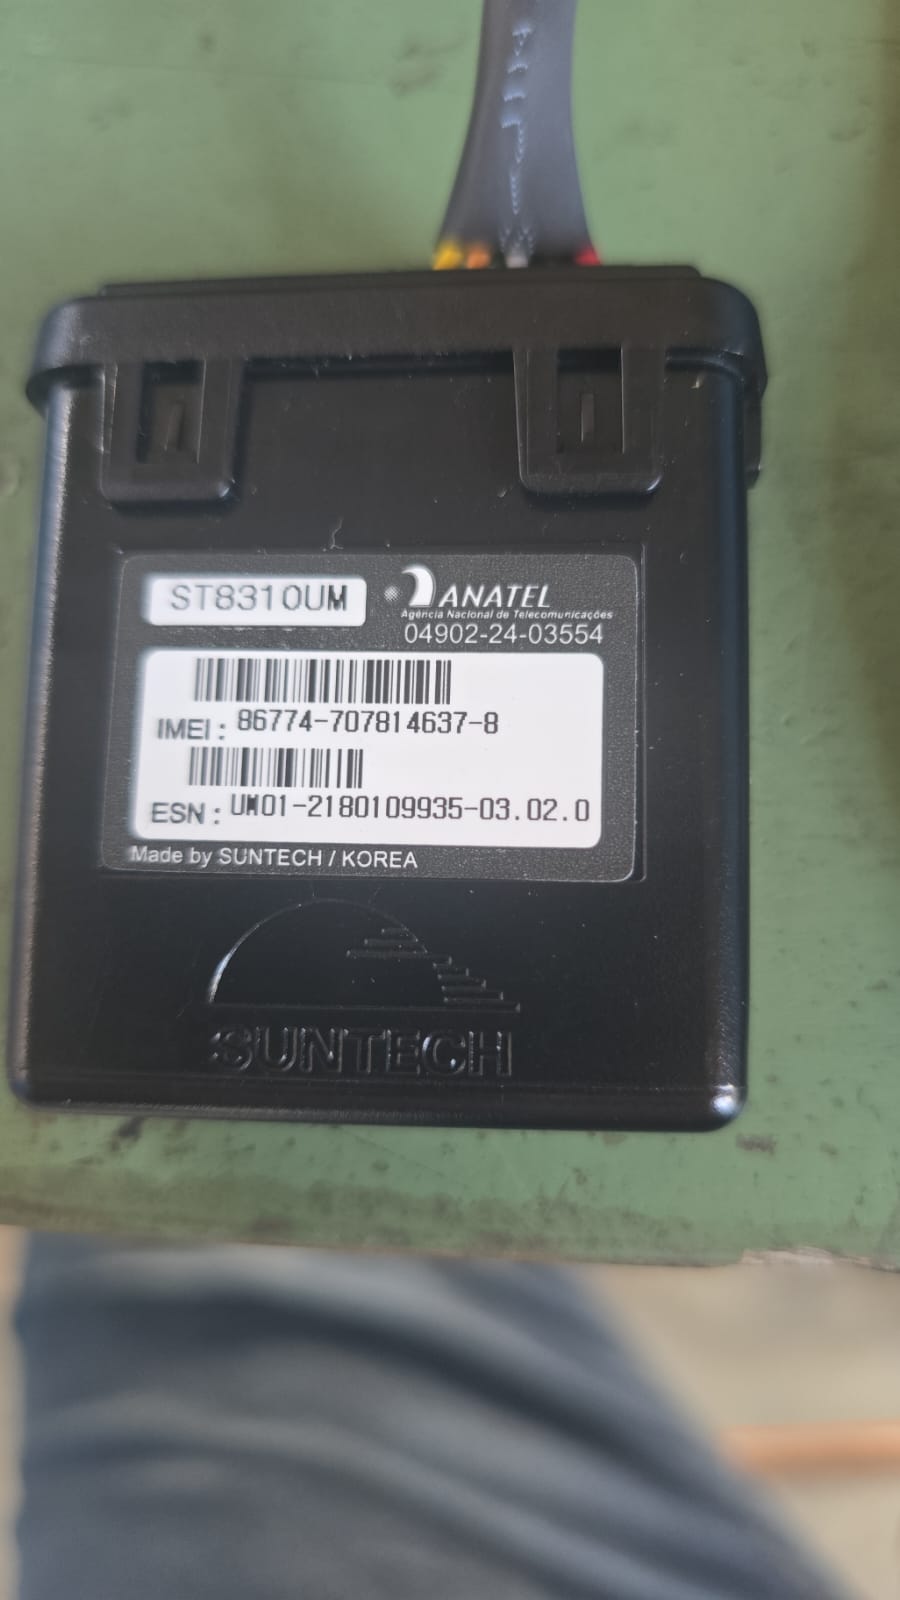 ST8310UM
ANATEL
Agência Nacional de Telecomunicações
04902-24-03554
IMEI: 86774-707814637-8
ESN: UM01-2180109935-03.02.0
Made by SUNTECH / KOREA
SUNTECH